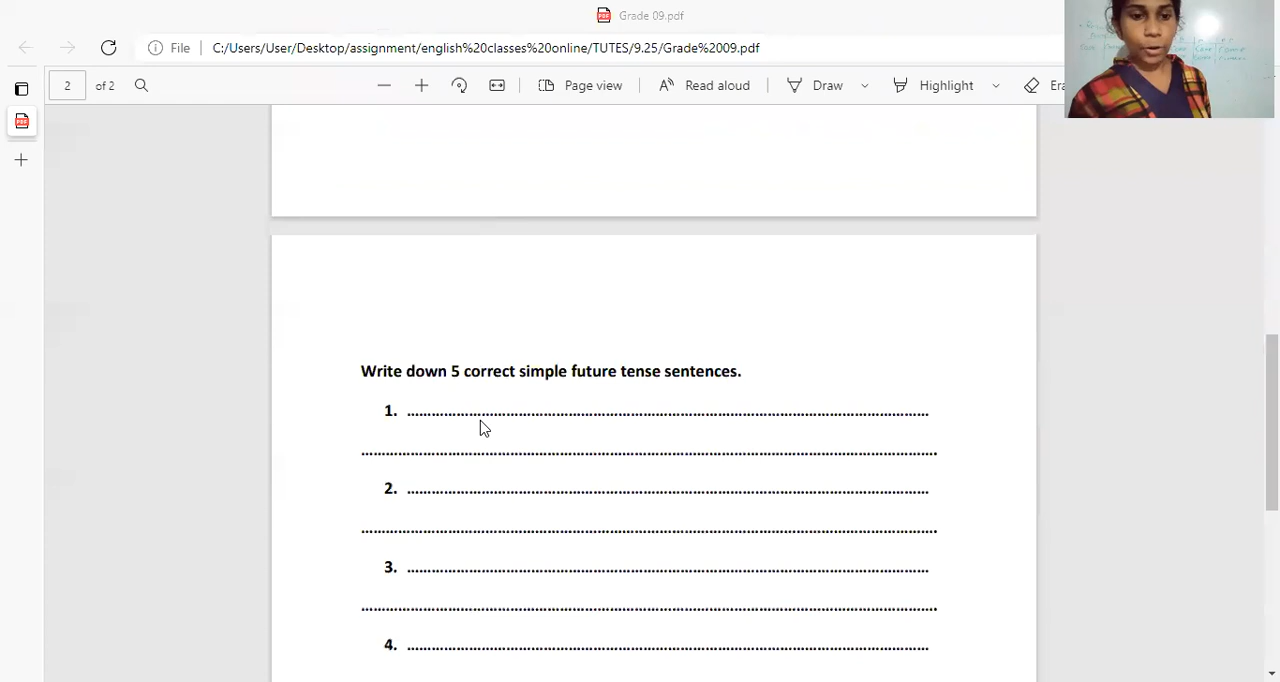 Grade 09.pdf
File
C:/Users/User/Desktop/assignment/english%20classes%20online/TUTES/9.25/Grade%2009.pdf
2 of 2
Page view
Read aloud
Draw
Highlight
Write down 5 correct simple future tense sentences.
1. ........................................................................................................................
........................................................................................................................
2. ........................................................................................................................
........................................................................................................................
3. ........................................................................................................................
........................................................................................................................
4. ........................................................................................................................